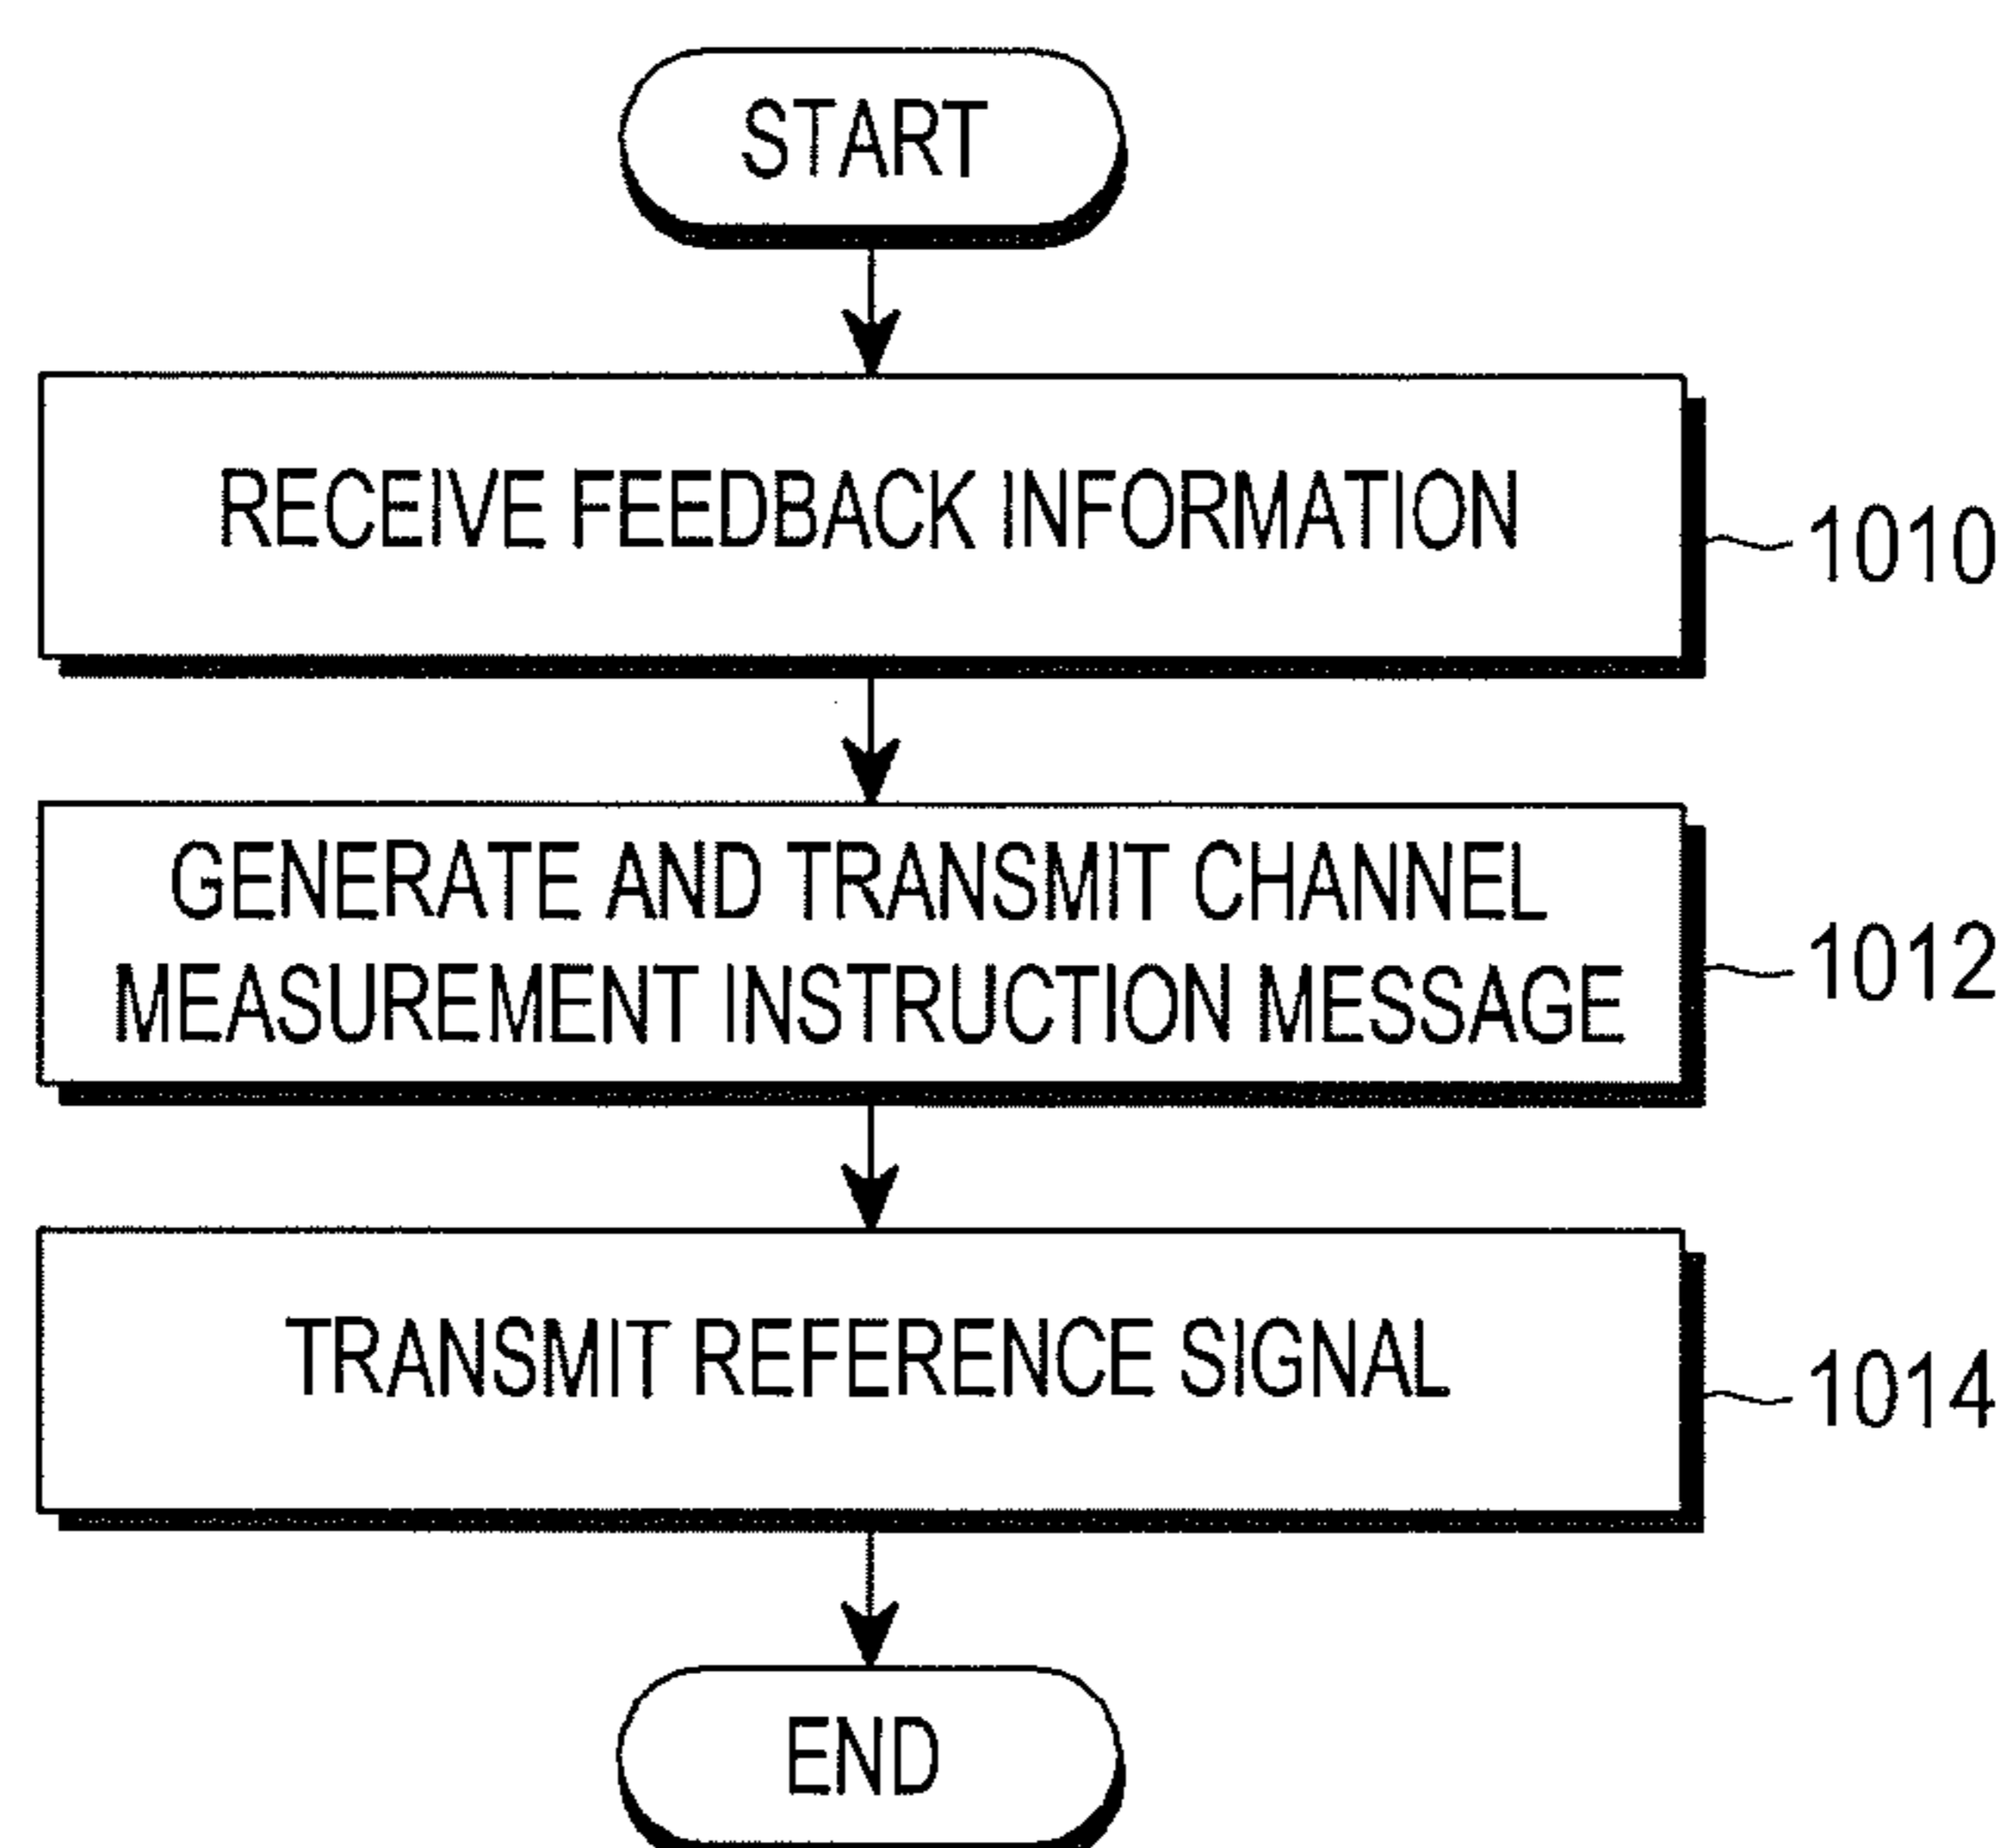 START
RECEIVE FEEDBACK INFORMATION
1010
GENERATE AND TRANSMIT CHANNEL
MEASUREMENT INSTRUCTION MESSAGE
1012
TRANSMIT REFERENCE SIGNAL
1014
END